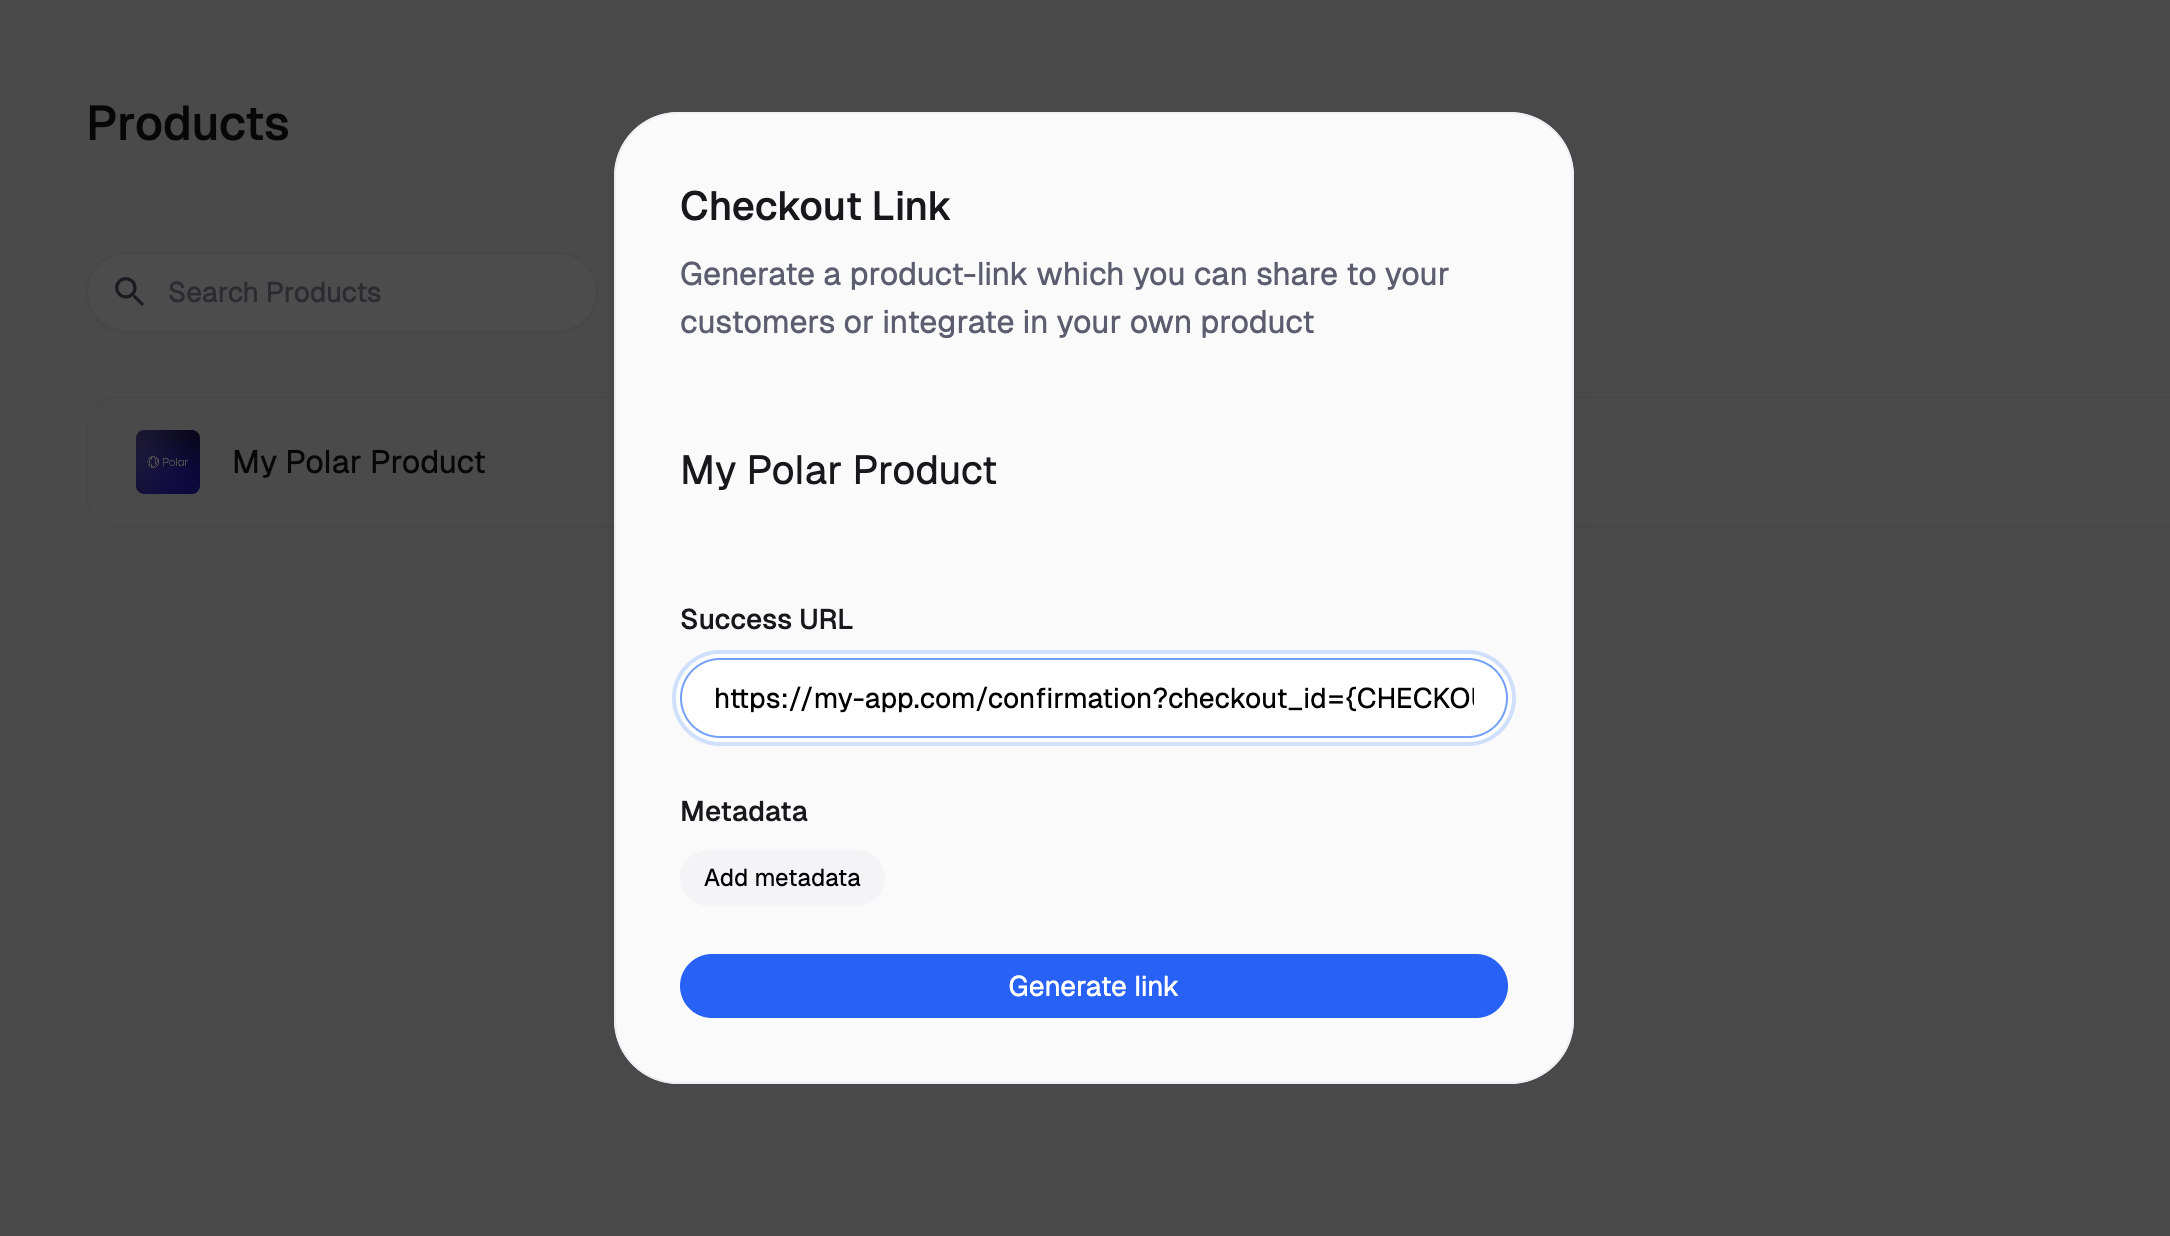 Products
Search Products
Polar
My Polar Product
Checkout Link
Generate a product-link which you can share to your
customers or integrate in your own product
My Polar Product
Success URL
https://my-app.com/confirmation?checkout_id={CHECKOU
Metadata
Add metadata
Generate link